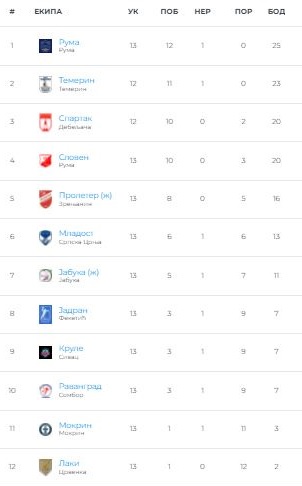 # ЕКИПА УК ПОБ НЕР ПОР БОД
1 Рума 13 12 1 0 25
Рума
2 Темерин 12 11 1 0 23
Темерин
3 Спартак 12 10 0 2 20
Дебељача
4 Словен 13 10 0 3 20
Рума
5 Пролетер (ж) 13 8 0 5 16
Зрењанин
6 Младост 13 6 1 6 13
Српска Црња
7 Јабука (ж) 13 5 1 7 11
Јабука
8 Јадран 13 3 1 9 7
Фекетић
9 Круле 13 3 1 9 7
Сивац
10 Раванград 13 3 1 9 7
Сомбор
11 Мокрин 13 1 1 11 3
Мокрин
12 Лаки 13 1 0 12 2
Црвенка